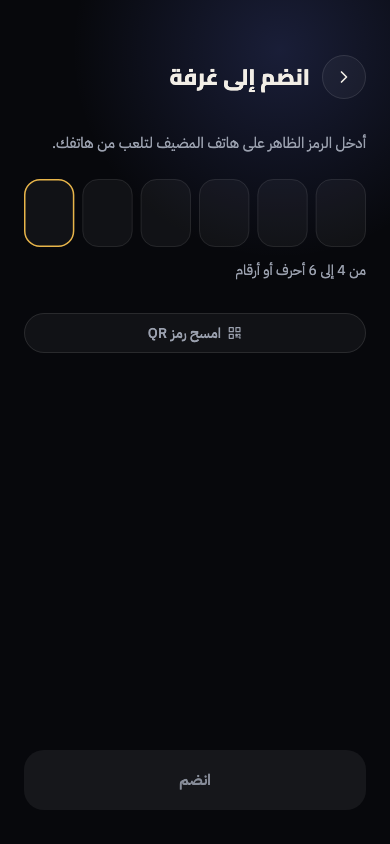 انضم إلى غرفة
أدخل الرمز الظاهر على هاتف المضيف لتلعب من هاتفك.
من 4 إلى 6 أحرف أو أرقام
امسح رمز QR
انضم